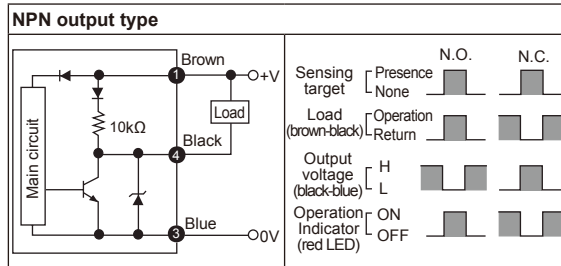 NPN output type
Main circuit
10kΩ
1
Brown
+V
Load
4
Black
3
Blue
0V
N.O.
N.C.
Sensing target
Presence
None
Load (brown-black)
Operation
Return
Output voltage (black-blue)
H
L
Operation Indicator (red LED)
ON
OFF